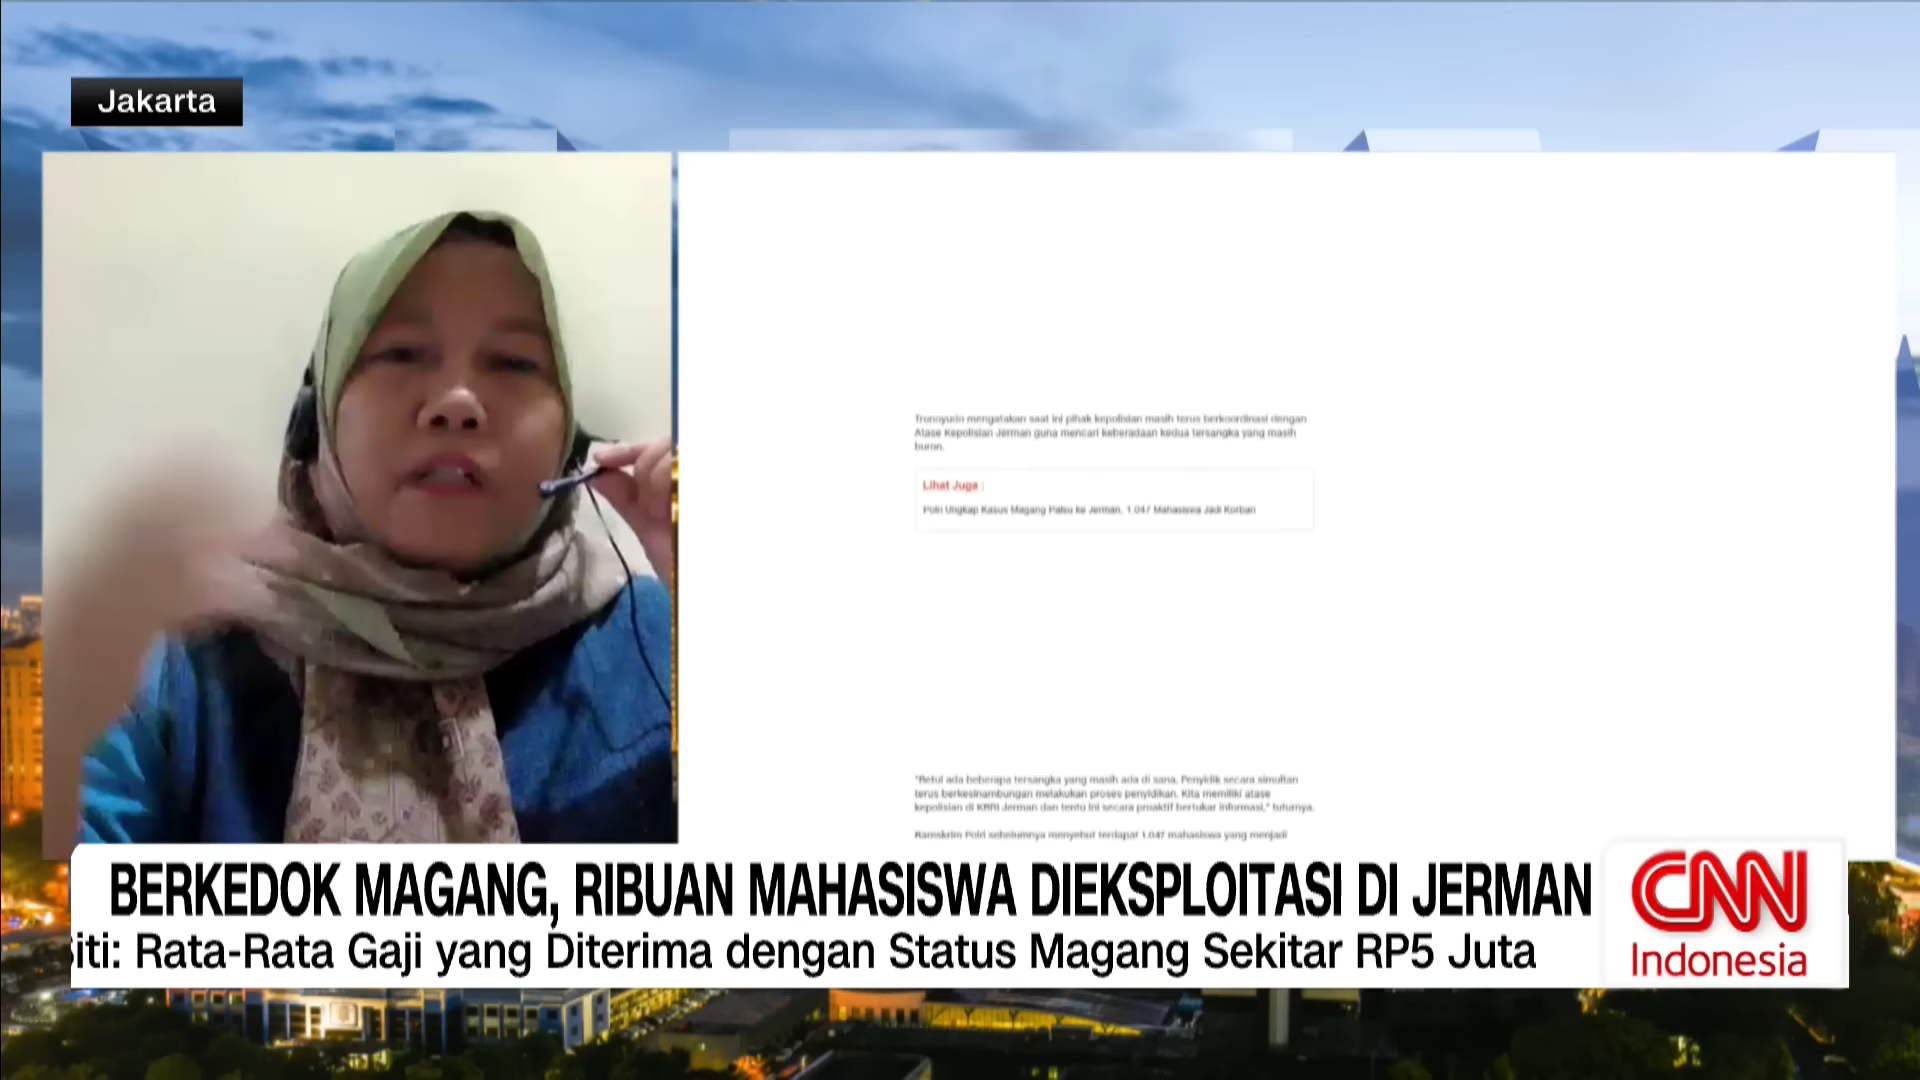 Jakarta
Trunoyudo mengatakan saat ini pihak kepolisian masih terus berkoordinasi dengan
Atase Kepolisian Jerman guna mencari keberadaan kedua tersangka yang masih
buron.
Lihat Juga :
Polri Ungkap Kasus Magang Palsu ke Jerman, 1.047 Mahasiswa Jadi Korban
"Betul ada beberapa tersangka yang masih ada di sana. Penyidik secara simultan
terus berkesinambungan melakukan proses penyidikan. Kita memiliki atase
kepolisian di KBRI Jerman dan tentu ini secara proaktif bertukar informasi," tuturnya.
Bareskrim Polri sebelumnya menyebut terdapat 1.047 mahasiswa yang menjadi
BERKEDOK MAGANG, RIBUAN MAHASISWA DIEKSPLOITASI DI JERMAN
iti: Rata-Rata Gaji yang Diterima dengan Status Magang Sekitar RP5 Juta
CNN
Indonesia